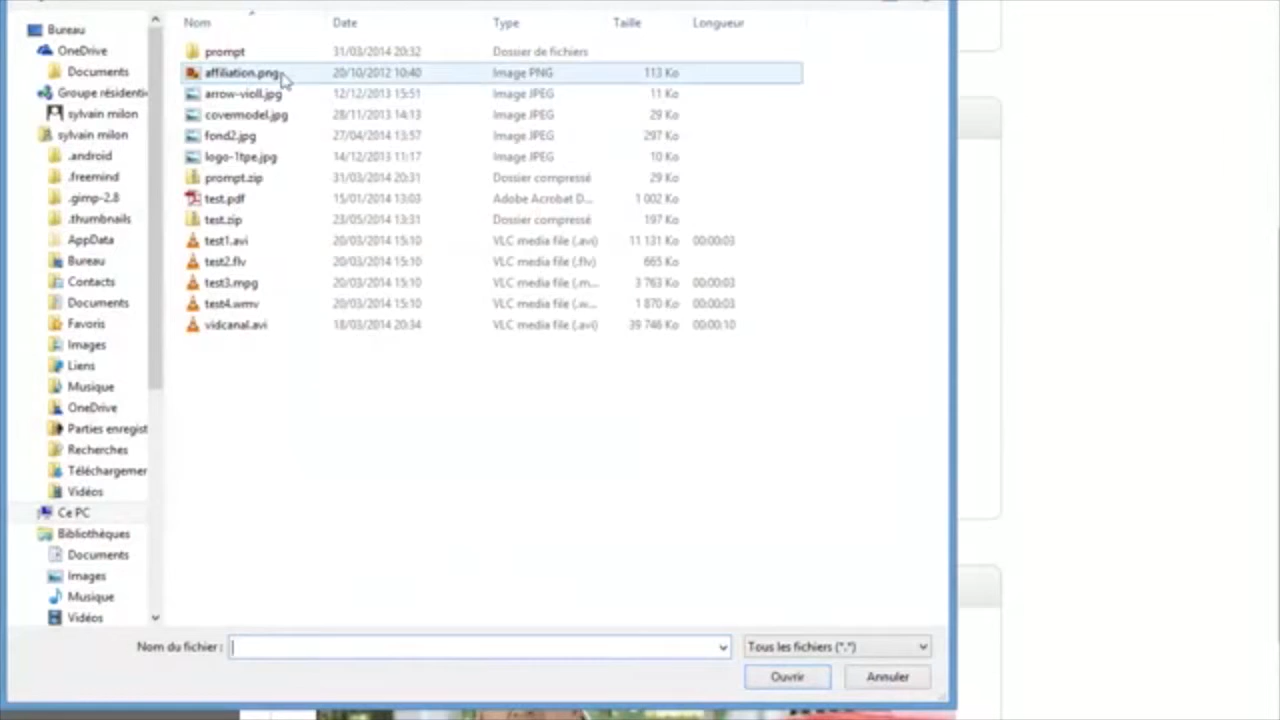 Nom Date Type Taille Longueur
prompt 31/03/2014 20:32 Dossier de fichiers
affiliation.png 20/10/2012 10:40 Image PNG 113 Ko
arrow-violl.jpg 12/12/2013 15:51 Image JPEG 11 Ko
covermodel.jpg 28/11/2013 14:13 Image JPEG 29 Ko
fond2.jpg 27/04/2014 13:57 Image JPEG 297 Ko
logo-1tpe.jpg 14/12/2013 11:17 Image JPEG 10 Ko
prompt.zip 31/03/2014 20:31 Dossier compressé 29 Ko
test.pdf 15/01/2014 13:03 Adobe Acrobat D... 1 002 Ko
test.zip 23/05/2014 13:31 Dossier compressé 197 Ko
test1.avi 20/03/2014 15:10 VLC media file (.avi) 11 131 Ko 00:00:03
test2.flv 20/03/2014 15:10 VLC media file (.flv) 665 Ko
test3.mpg 20/03/2014 15:10 VLC media file (.m... 3 763 Ko 00:00:03
test4.wmv 20/03/2014 15:10 VLC media file (.w... 1 870 Ko 00:00:03
vidcanal.avi 18/03/2014 20:34 VLC media file (.avi) 39 746 Ko 00:00:10
Bureau
OneDrive
Documents
Groupe résidenti
sylvain milon
sylvain milon
.android
.freemind
.gimp-2.8
.thumbnails
AppData
Bureau
Contacts
Documents
Favoris
Images
Liens
Musique
OneDrive
Parties enregist
Recherches
Téléchargemer
Vidéos
Ce PC
Bibliothèques
Documents
Images
Musique
Vidéos
Nom du fichier : Tous les fichiers (*.*)
Ouvrir Annuler